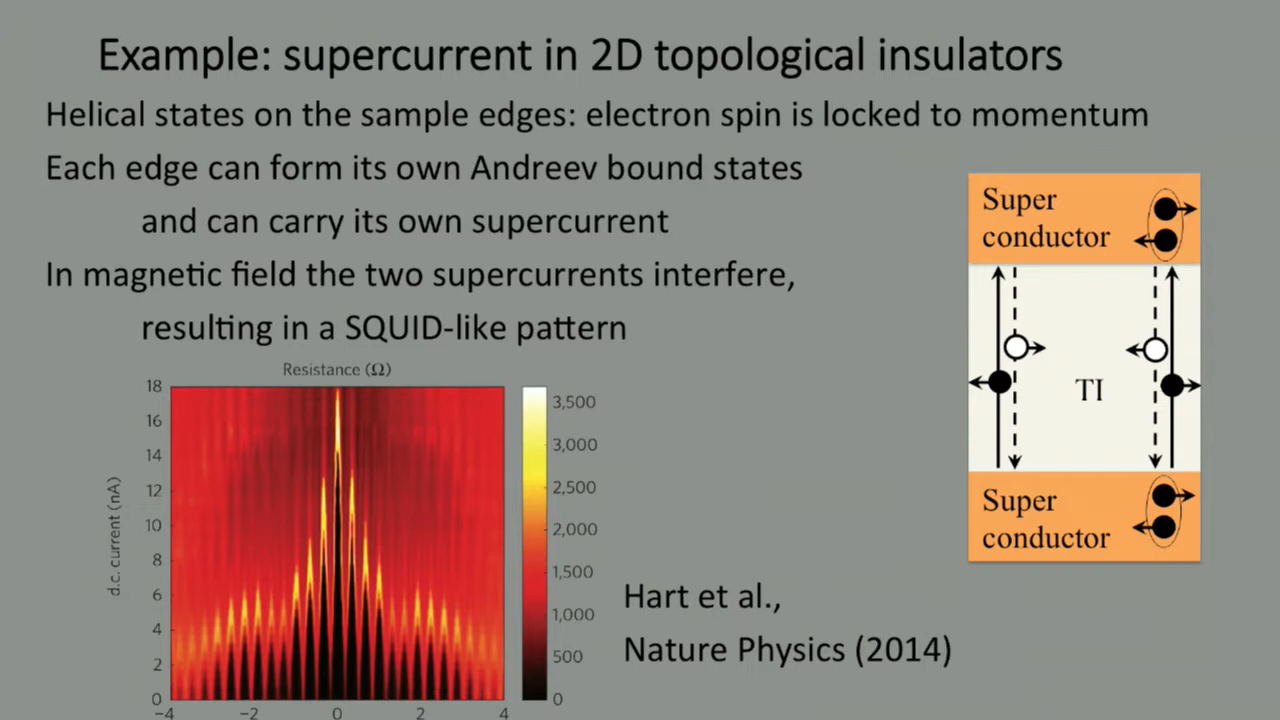 Example: supercurrent in 2D topological insulators
Helical states on the sample edges: electron spin is locked to momentum
Each edge can form its own Andreev bound states
and can carry its own supercurrent
In magnetic field the two supercurrents interfere,
resulting in a SQUID-like pattern
Super
conductor
TI
Super
conductor
Resistance (Ω)
d.c. current (nA)
18
16
14
12
10
8
6
4
2
0
−4
−2
0
2
4
3,500
3,000
2,500
2,000
1,500
1,000
500
0
Hart et al.,
Nature Physics (2014)